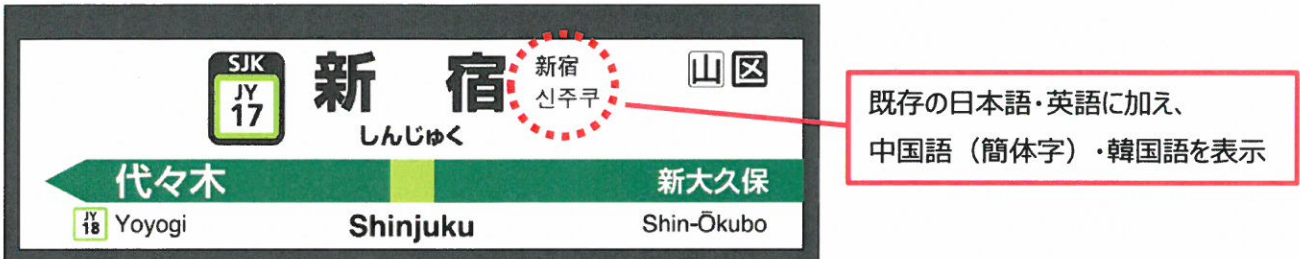 SJK
JY
17
新宿
新宿
신주쿠
山区
しんじゅく
代々木
新大久保
JY
18
Yoyogi
Shinjuku
Shin-Ōkubo
既存の日本語・英語に加え、
中国語（簡体字）・韓国語を表示